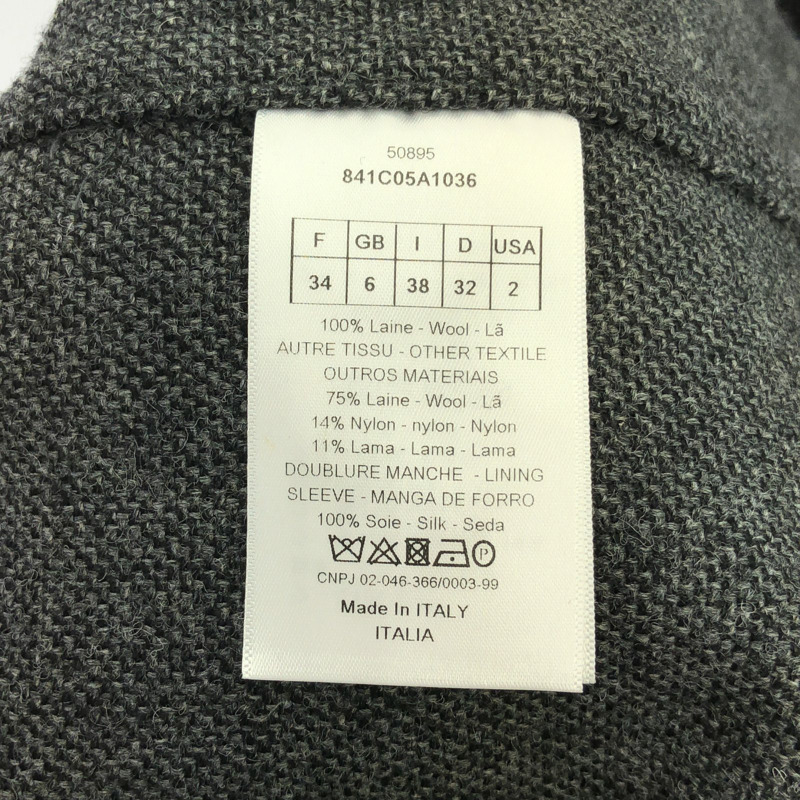 50895
841C05A1036
F GB I D USA
34 6 38 32 2
100% Laine - Wool - Lã
AUTRE TISSU - OTHER TEXTILE
OUTROS MATERIAIS
75% Laine - Wool - Lã
14% Nylon - nylon - Nylon
11% Lama - Lama - Lama
DOUBLURE MANCHE - LINING
SLEEVE - MANGA DE FORRO
100% Soie - Silk - Seda
P
CNPJ 02-046-366/0003-99
Made In ITALY
ITALIA